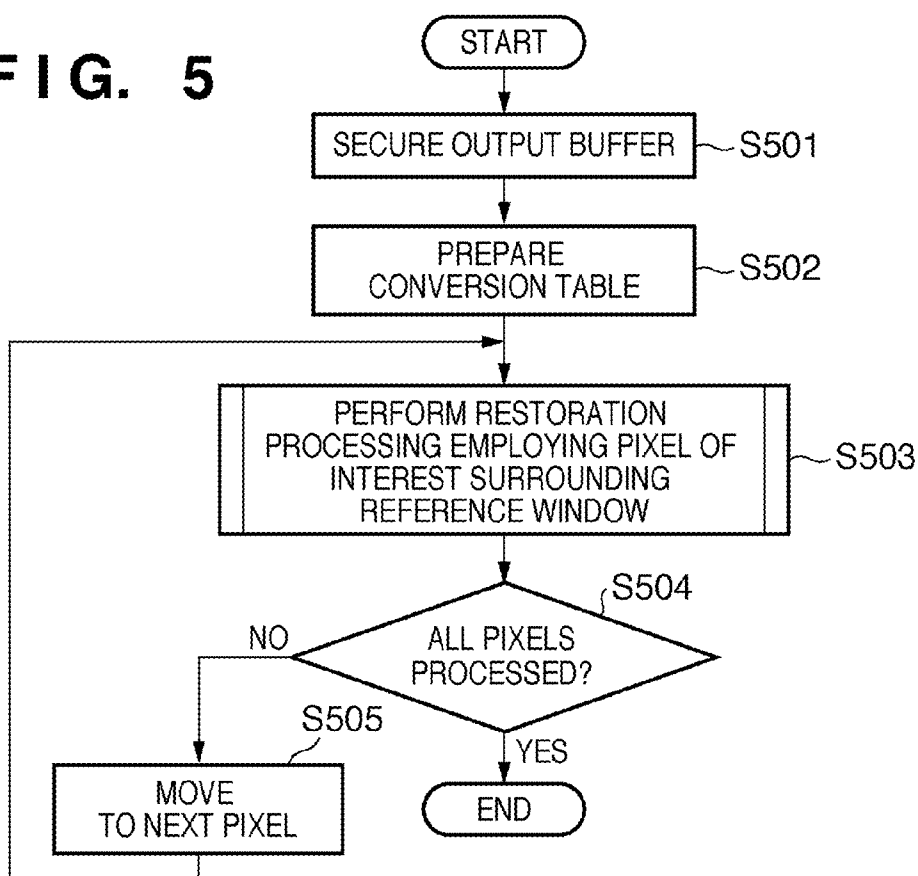 FIG. 5
START
SECURE OUTPUT BUFFER
S501
PREPARE
CONVERSION TABLE
S502
PERFORM RESTORATION
PROCESSING EMPLOYING PIXEL OF
INTEREST SURROUNDING
REFERENCE WINDOW
S503
S504
ALL PIXELS
PROCESSED?
NO
YES
S505
MOVE
TO NEXT PIXEL
END